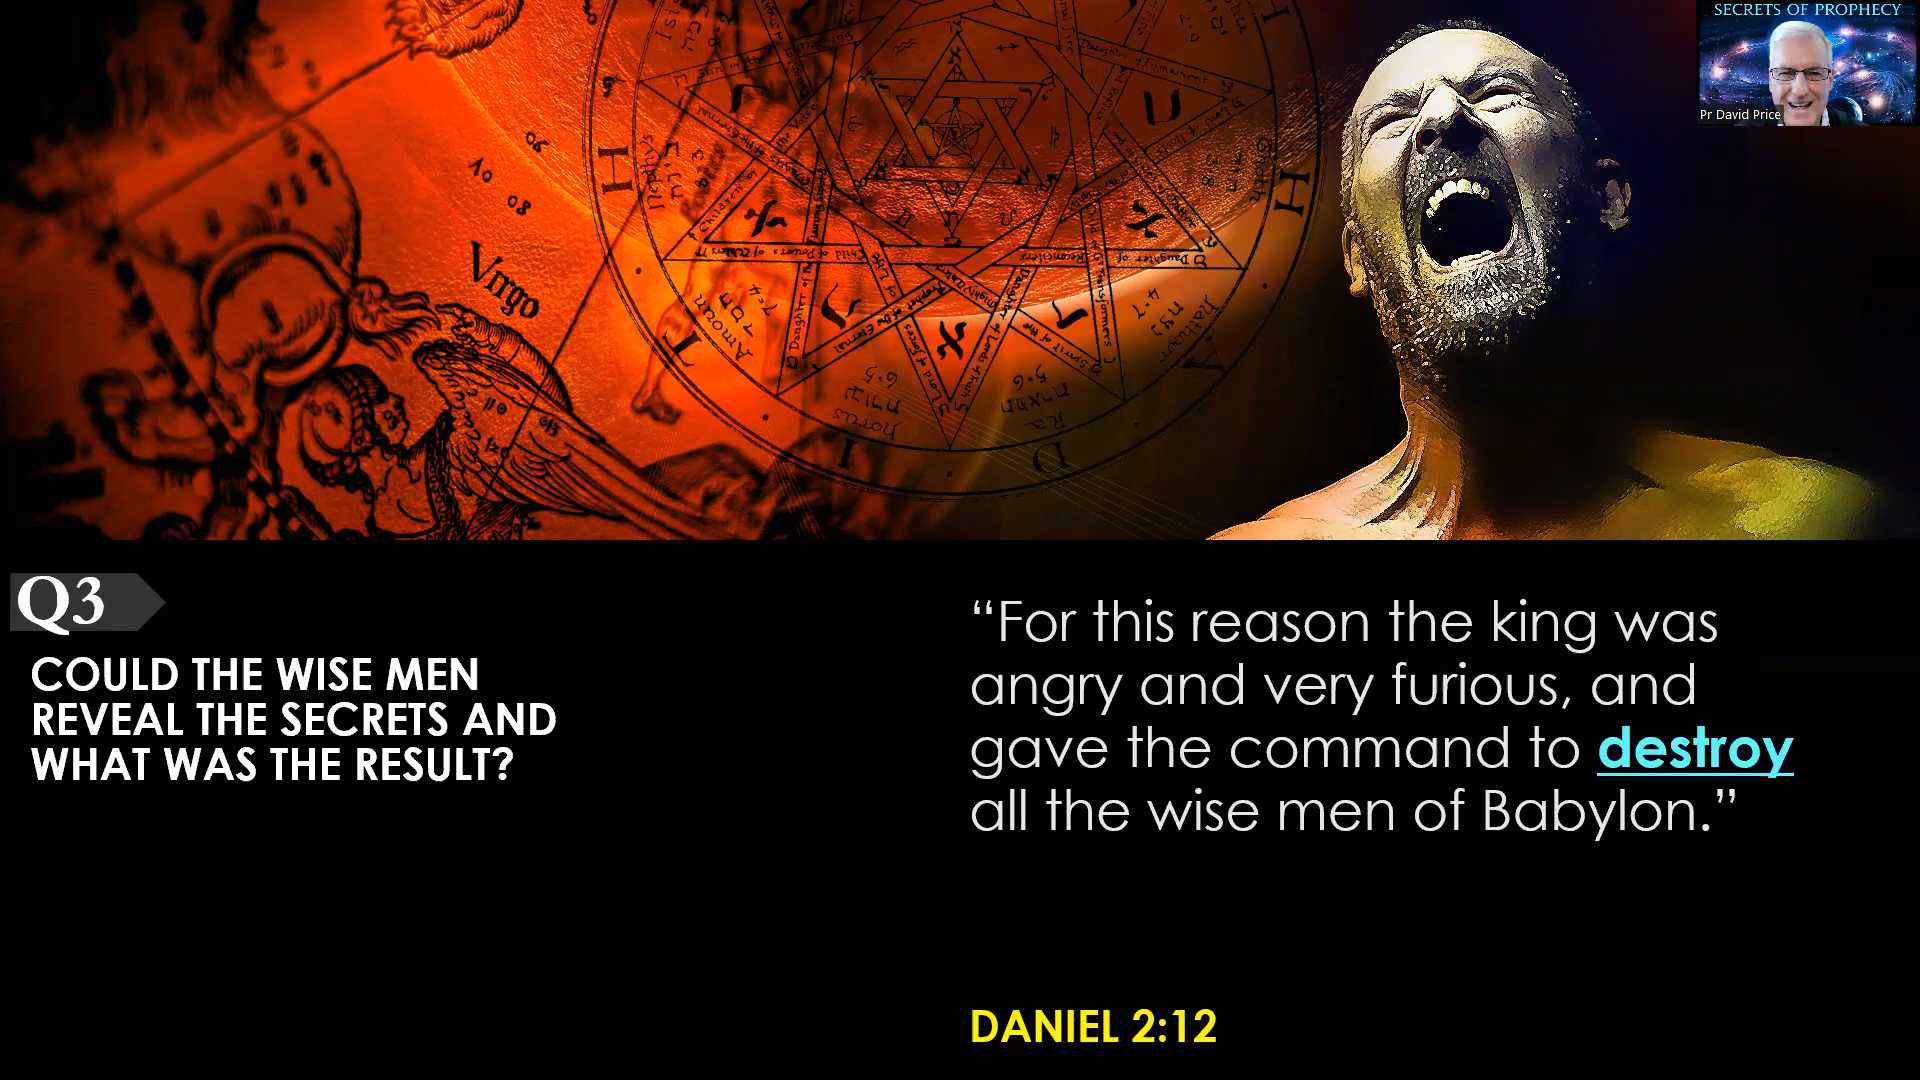 SECRETS OF PROPHECY
Pr David Price
Virgo
Q3
COULD THE WISE MEN
REVEAL THE SECRETS AND
WHAT WAS THE RESULT?
“For this reason the king was
angry and very furious, and
gave the command to destroy
all the wise men of Babylon.”
DANIEL 2:12